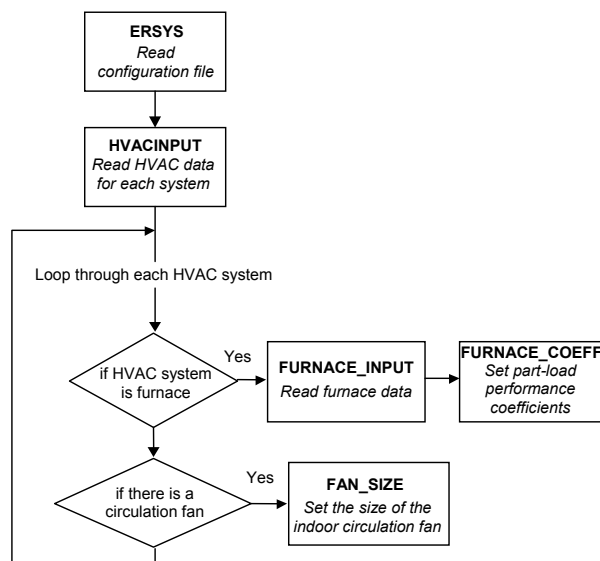 ERSYS
Read
configuration file
HVACINPUT
Read HVAC data
for each system
Loop through each HVAC system
if HVAC system
is furnace
Yes
FURNACE_INPUT
Read furnace data
FURNACE_COEFF
Set part-load
performance
coefficients
if there is a
circulation fan
Yes
FAN_SIZE
Set the size of the
indoor circulation fan